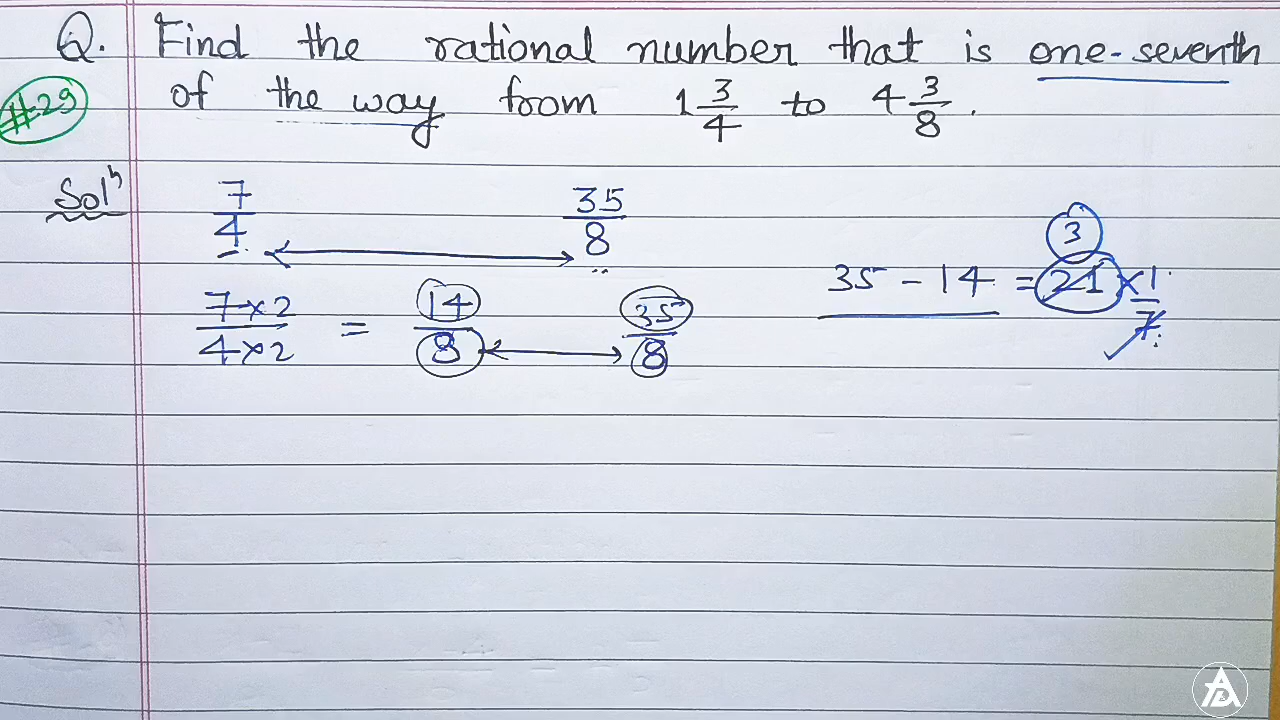 Q. Find the rational number that is one-seventh
#29 of the way from 1 3/4 to 4 3/8.
Solⁿ 7/4 ⟷ 35/8
3
35 - 14 = 21 × 1/7
7×2/4×2 = 14/8 ⟷ 35/8